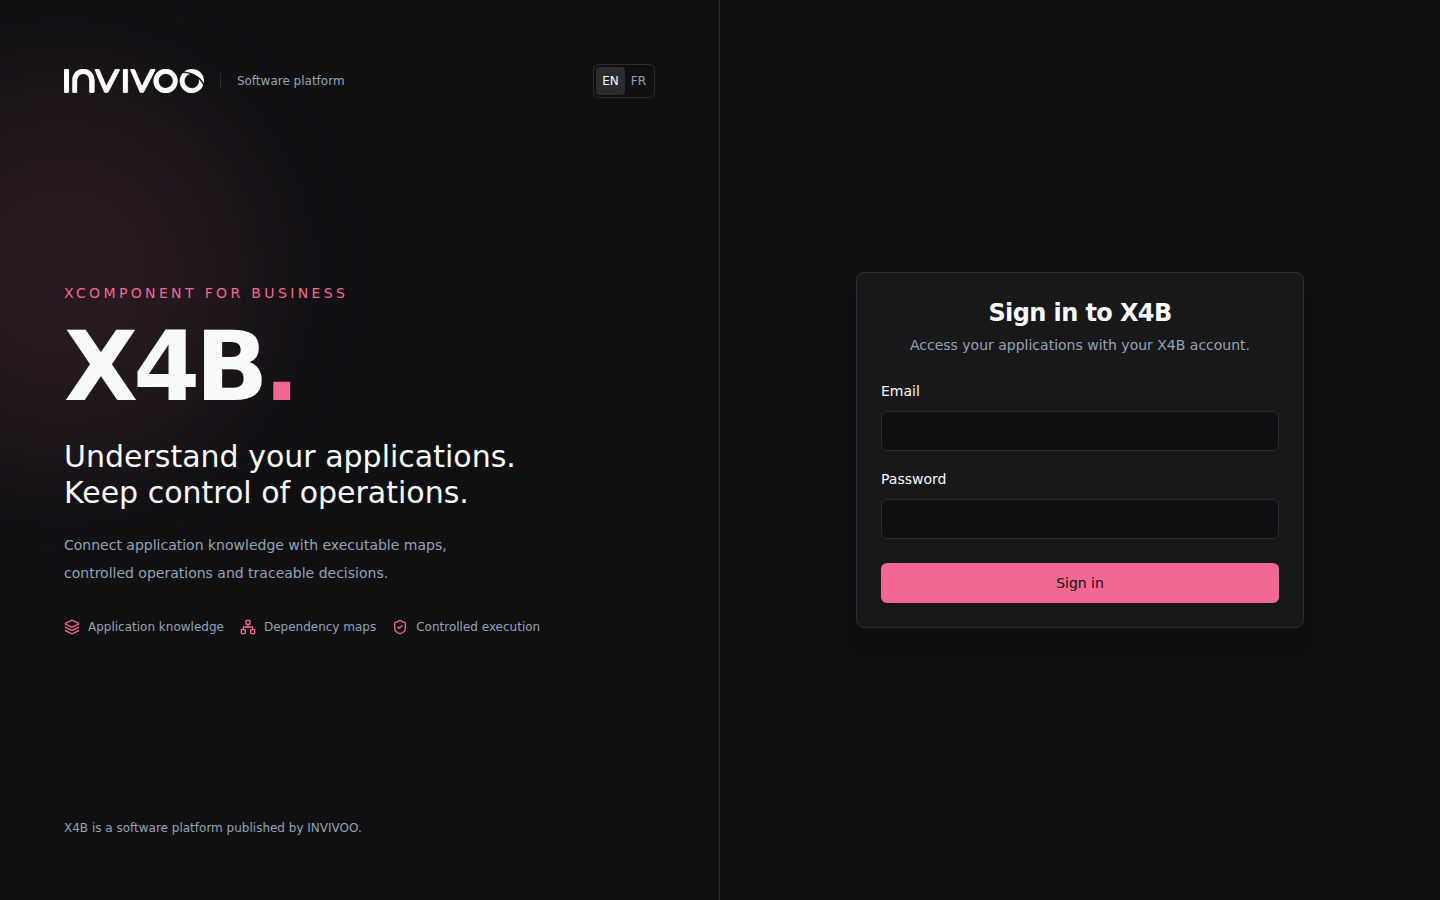 INVIVOO
Software platform
EN FR
XCOMPONENT FOR BUSINESS
X4B.
Understand your applications.
Keep control of operations.
Connect application knowledge with executable maps,
controlled operations and traceable decisions.
Application knowledge
Dependency maps
Controlled execution
X4B is a software platform published by INVIVOO.
Sign in to X4B
Access your applications with your X4B account.
Email
Password
Sign in